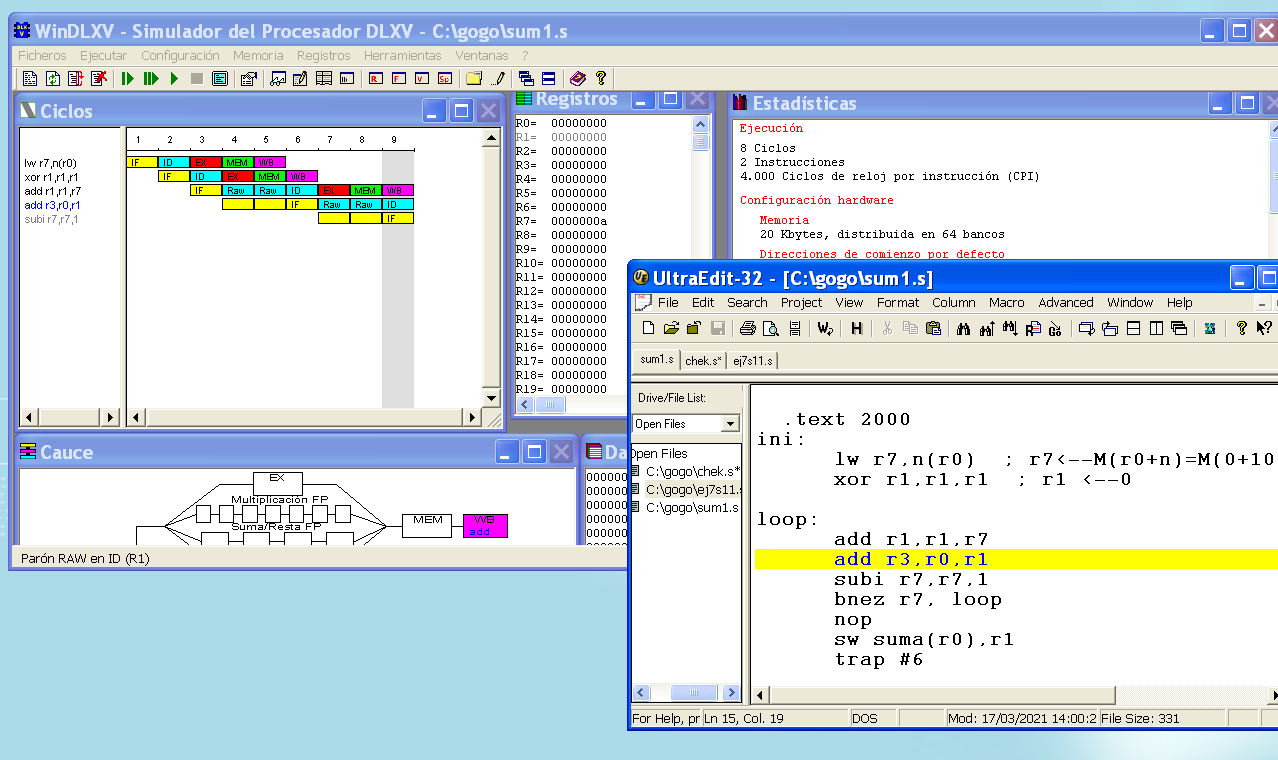 WinDLXV - Simulador del Procesador DLXV - C:\gogo\sum1.s
Ficheros Ejecutar Configuración Memoria Registros Herramientas Ventanas ?
R F V Sp
Ciclos
1 2 3 4 5 6 7 8 9
lw r7,n(r0) IF ID EX MEM WB
xor r1,r1,r1 IF ID EX MEM WB
add r1,r1,r7 IF Raw Raw ID EX MEM WB
add r3,r0,r1 IF Raw Raw ID
subi r7,r7,1 IF
Registros
R0= 00000000
R1= 00000000
R2= 00000000
R3= 00000000
R4= 00000000
R5= 00000000
R6= 00000000
R7= 0000000a
R8= 00000000
R9= 00000000
R10= 00000000
R11= 00000000
R12= 00000000
R13= 00000000
R14= 00000000
R15= 00000000
R16= 00000000
R17= 00000000
R18= 00000000
R19= 00000000
Estadísticas
Ejecución
8 Ciclos
2 Instrucciones
4.000 Ciclos de reloj por instrucción (CPI)
Configuración hardware
Memoria
20 Kbytes, distribuida en 64 bancos
Direcciones de comienzo por defecto
Cauce
EX
Multiplicación FP
Suma/Resta FP
MEM
WB
add
Da
000000
000000
000000
000000
000000
Parón RAW en ID (R1)
UltraEdit-32 - [C:\gogo\sum1.s]
File Edit Search Project View Format Column Macro Advanced Window Help
sum1.s chek.s* ej7s11.s
Drive/File List:
Open Files
Open Files
C:\gogo\chek.s*
C:\gogo\ej7s11.s
C:\gogo\sum1.s
.text 2000
ini:
lw r7,n(r0) ; r7<--M(r0+n)=M(0+10
xor r1,r1,r1 ; r1 <--0
loop:
add r1,r1,r7
add r3,r0,r1
subi r7,r7,1
bnez r7, loop
nop
sw suma(r0),r1
trap #6
For Help, pr Ln 15, Col. 19 DOS Mod: 17/03/2021 14:00:2 File Size: 331